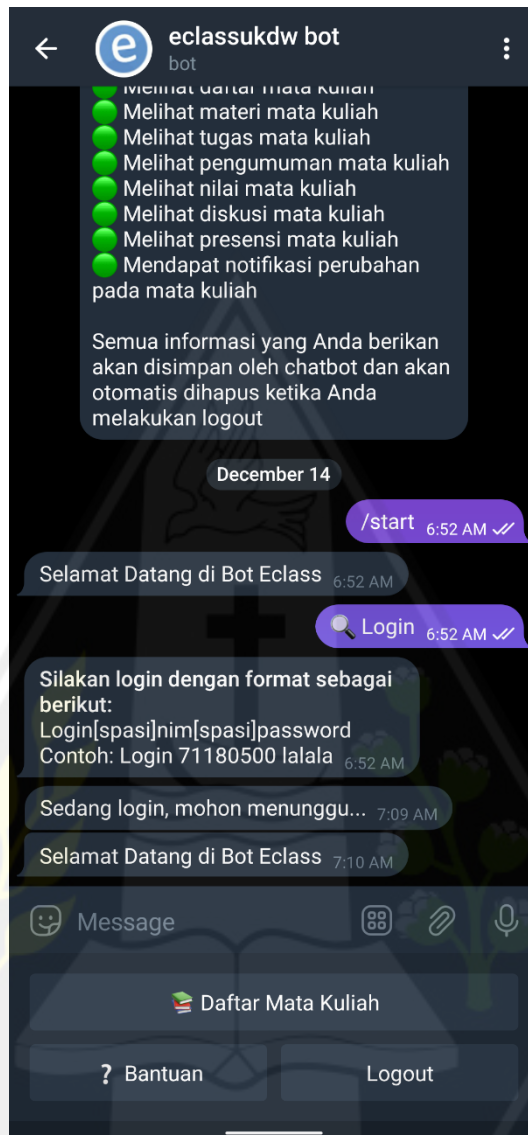 eclassukdw bot
bot
Melihat daftar mata kuliah
Melihat materi mata kuliah
Melihat tugas mata kuliah
Melihat pengumuman mata kuliah
Melihat nilai mata kuliah
Melihat diskusi mata kuliah
Melihat presensi mata kuliah
Mendapat notifikasi perubahan
pada mata kuliah
Semua informasi yang Anda berikan
akan disimpan oleh chatbot dan akan
otomatis dihapus ketika Anda
melakukan logout
December 14
/start 6:52 AM
Selamat Datang di Bot Eclass 6:52 AM
Login 6:52 AM
Silakan login dengan format sebagai
berikut:
Login[spasi]nim[spasi]password
Contoh: Login 71180500 lalala 6:52 AM
Sedang login, mohon menunggu... 7:09 AM
Selamat Datang di Bot Eclass 7:10 AM
Message
Daftar Mata Kuliah
? Bantuan
Logout